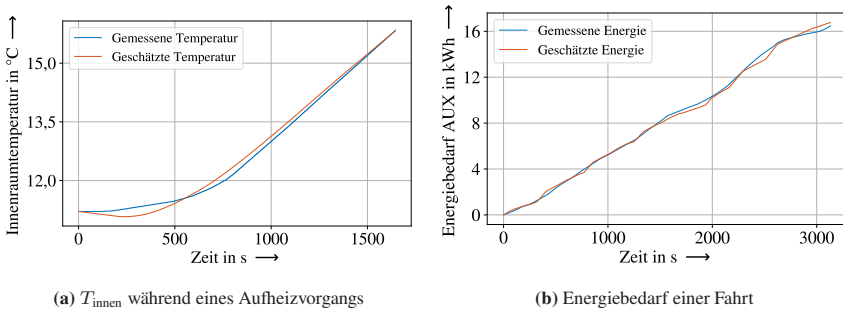 Innenraumtemperatur in °C →
Gemessene Temperatur
Geschätzte Temperatur
15,0
13,5
12,0
0 500 1000 1500
Zeit in s →
(a) T_innen während eines Aufheizvorgangs
Energiebedarf AUX in kWh →
Gemessene Energie
Geschätzte Energie
16
12
8
4
0
0 1000 2000 3000
Zeit in s →
(b) Energiebedarf einer Fahrt